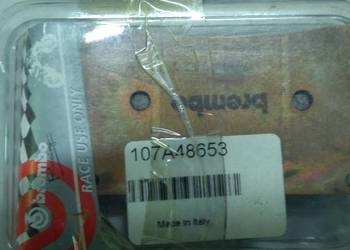 brembo
RACE USE ONLY
brembo
107A48653
Made in Italy